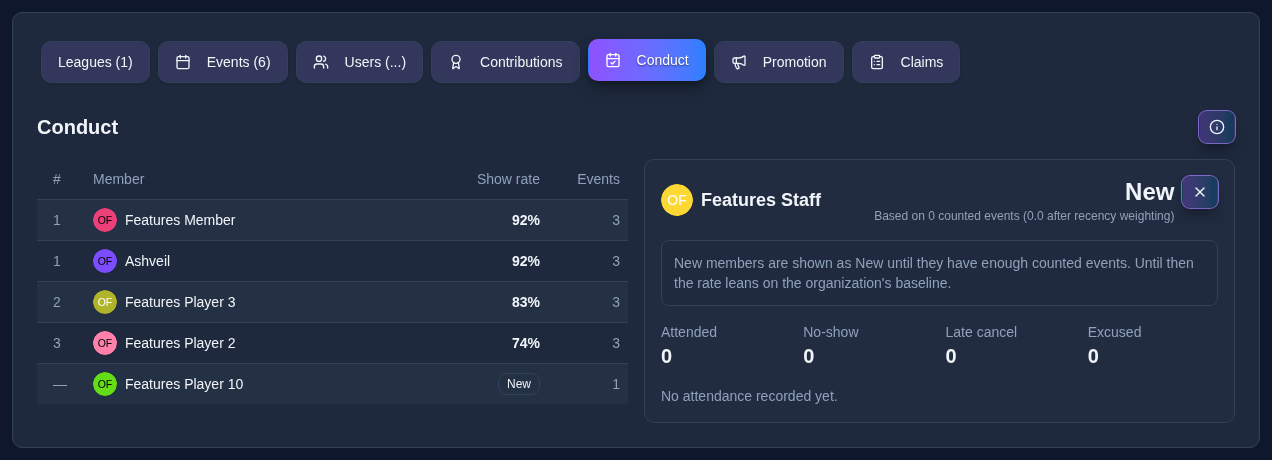 Leagues (1) Events (6) Users (...) Contributions Conduct Promotion Claims
Conduct
# Member Show rate Events
1 OF Features Member 92% 3
1 OF Ashveil 92% 3
2 OF Features Player 3 83% 3
3 OF Features Player 2 74% 3
— OF Features Player 10 New 1
OF Features Staff New
Based on 0 counted events (0.0 after recency weighting)
New members are shown as New until they have enough counted events. Until then
the rate leans on the organization's baseline.
Attended No-show Late cancel Excused
0 0 0 0
No attendance recorded yet.